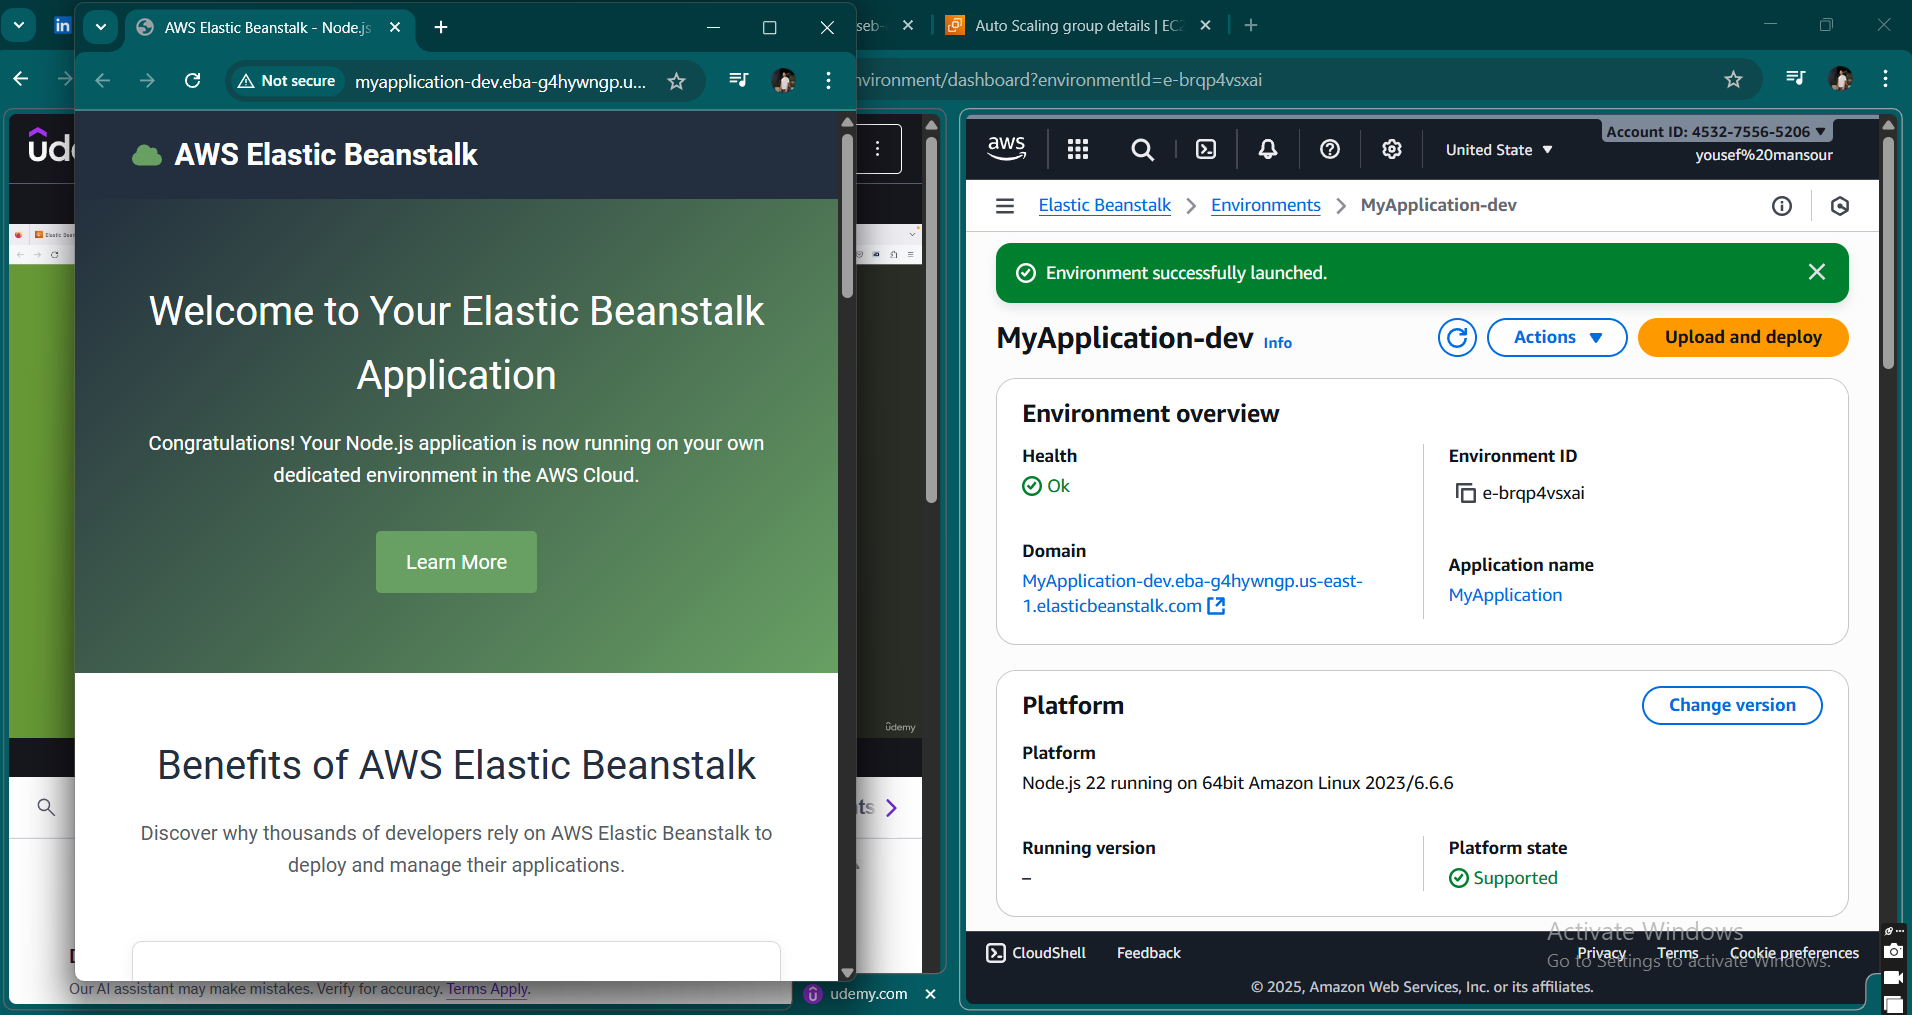 AWS Elastic Beanstalk - Node.js
seb-
Auto Scaling group details | EC2
Not secure
myapplication-dev.eba-g4hywngp.u...
nvironment/dashboard?environmentId=e-brqp4vsxai
AWS Elastic Beanstalk
Welcome to Your Elastic Beanstalk
Application
Congratulations! Your Node.js application is now running on your own
dedicated environment in the AWS Cloud.
Learn More
Benefits of AWS Elastic Beanstalk
Discover why thousands of developers rely on AWS Elastic Beanstalk to
deploy and manage their applications.
ûdemy
ts
Our AI assistant may make mistakes. Verify for accuracy. Terms Apply.
udemy.com
aws
United State
Account ID: 4532-7556-5206
yousef%20mansour
Elastic Beanstalk
Environments
MyApplication-dev
Environment successfully launched.
MyApplication-dev
Info
Actions
Upload and deploy
Environment overview
Health
Ok
Environment ID
e-brqp4vsxai
Domain
MyApplication-dev.eba-g4hywngp.us-east-
1.elasticbeanstalk.com
Application name
MyApplication
Platform
Change version
Platform
Node.js 22 running on 64bit Amazon Linux 2023/6.6.6
Running version
–
Platform state
Supported
Activate Windows
Go to Settings to activate Windows.
CloudShell
Feedback
Privacy
Terms
Cookie preferences
© 2025, Amazon Web Services, Inc. or its affiliates.